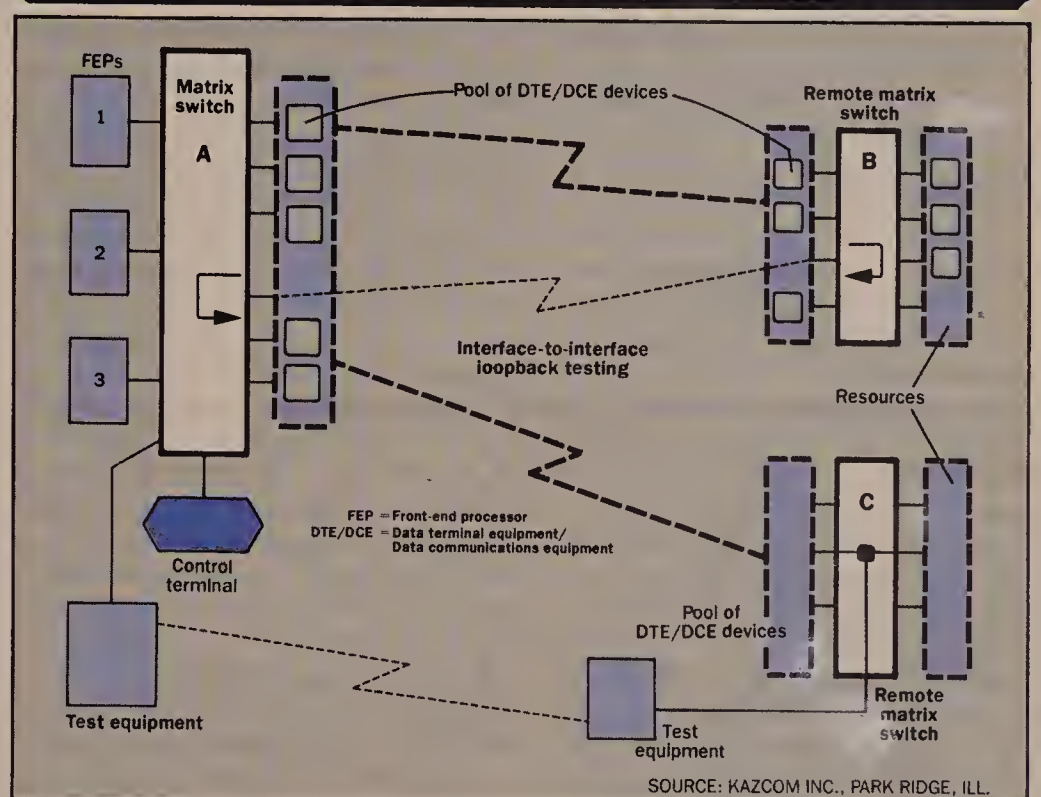 FEPs
1
2
3
Matrix
switch
A
Pool of DTE/DCE devices
Remote matrix
switch
B
Interface-to-interface
loopback testing
Resources
FEP = Front-end processor
DTE/DCE = Data terminal equipment/
Data communications equipment
Control
terminal
C
Pool of
DTE/DCE devices
Remote
matrix
switch
Test equipment
Test
equipment
SOURCE: KAZCOM INC., PARK RIDGE, ILL.